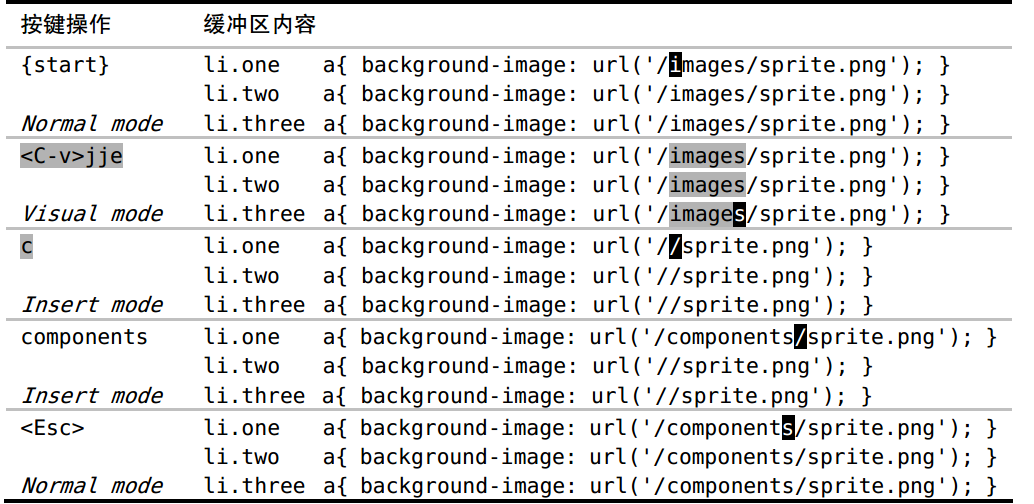 按键操作 缓冲区内容
{start} li.one a{ background-image: url('/images/sprite.png'); }
li.two a{ background-image: url('/images/sprite.png'); }
Normal mode li.three a{ background-image: url('/images/sprite.png'); }
<C-v>jje li.one a{ background-image: url('/images/sprite.png'); }
li.two a{ background-image: url('/images/sprite.png'); }
Visual mode li.three a{ background-image: url('/images/sprite.png'); }
c li.one a{ background-image: url('//sprite.png'); }
li.two a{ background-image: url('//sprite.png'); }
Insert mode li.three a{ background-image: url('//sprite.png'); }
components li.one a{ background-image: url('/components/sprite.png'); }
li.two a{ background-image: url('//sprite.png'); }
Insert mode li.three a{ background-image: url('//sprite.png'); }
<Esc> li.one a{ background-image: url('/components/sprite.png'); }
li.two a{ background-image: url('/components/sprite.png'); }
Normal mode li.three a{ background-image: url('/components/sprite.png'); }